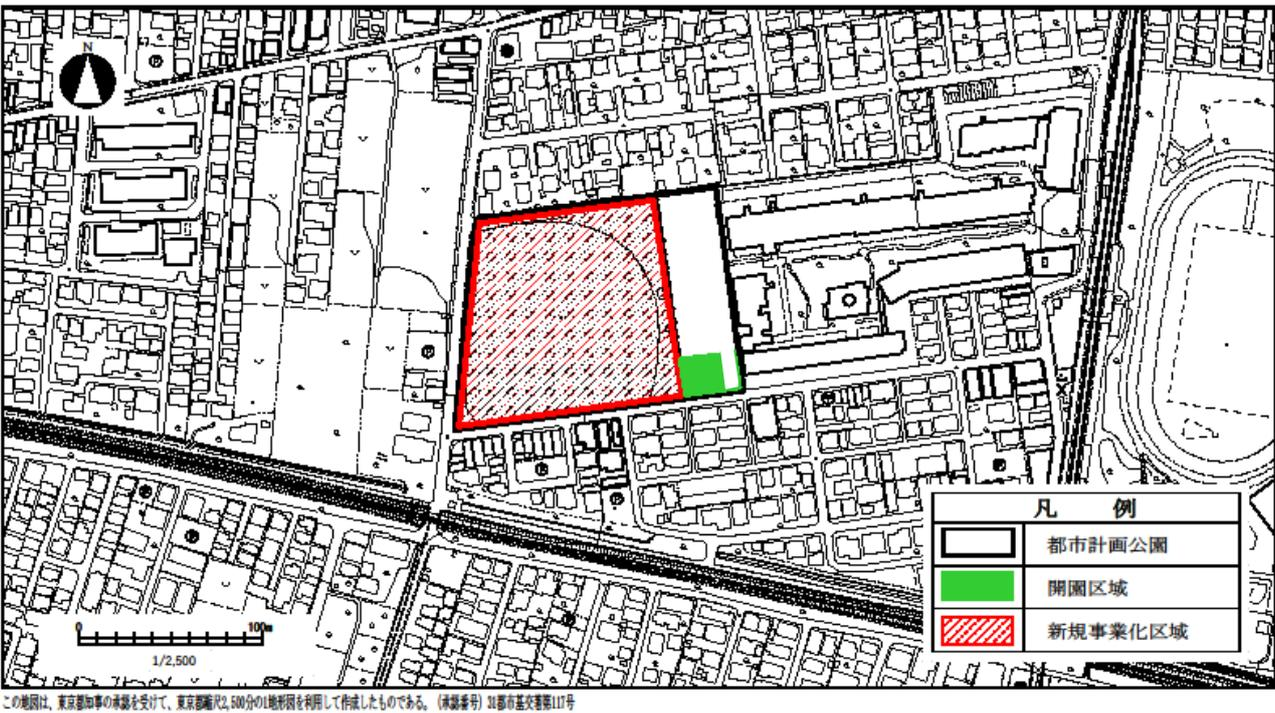 N
凡 例
都市計画公園
開園区域
新規事業化区域
0 100m
1/2,500
この地図は、東京都知事の承認を受けて、東京都縮尺2,500分の1地形図を利用して作成したものである。（承認番号）31都市基交著第117号